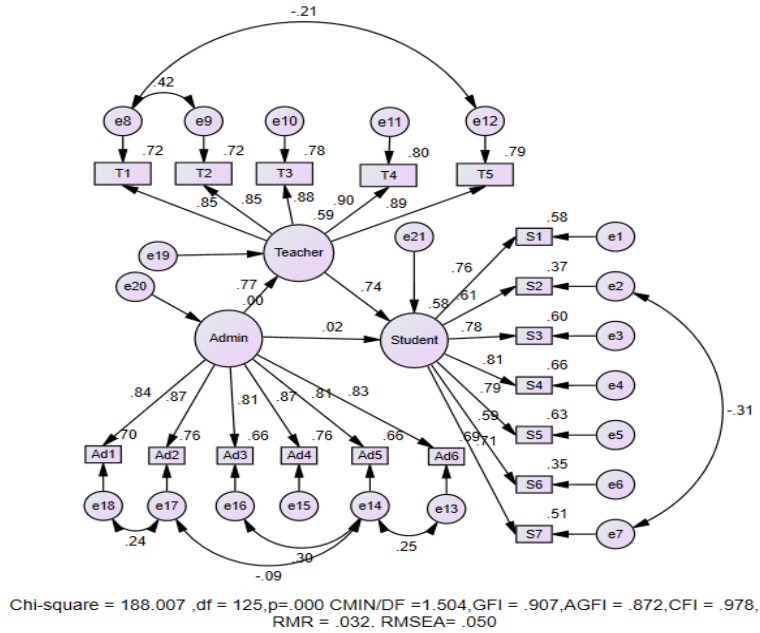 -.21
.42
e8 e9 e10 e11 e12
.72 .72 .78 .80 .79
T1 T2 T3 T4 T5
.85 .85 .88 .90 .89
.59
Teacher
e19
e20
e21
.77
.00
.74
.02
Admin
.58
Student
.76 .58
S1 e1
.61 .37
S2 e2
.78 .60
S3 e3
.81 .66
S4 e4
.79 .63
S5 e5
.59 .35
S6 e6
.71 .51
S7 e7
-.31
.84 .87 .81 .87 .81 .83
.70 .76 .66 .76 .66 .69
Ad1 Ad2 Ad3 Ad4 Ad5 Ad6
e18 e17 e16 e15 e14 e13
.24 .30 .25
-.09
Chi-square = 188.007 ,df = 125,p=.000 CMIN/DF =1.504,GFI = .907,AGFI = .872,CFI = .978,
RMR = .032, RMSEA= .050